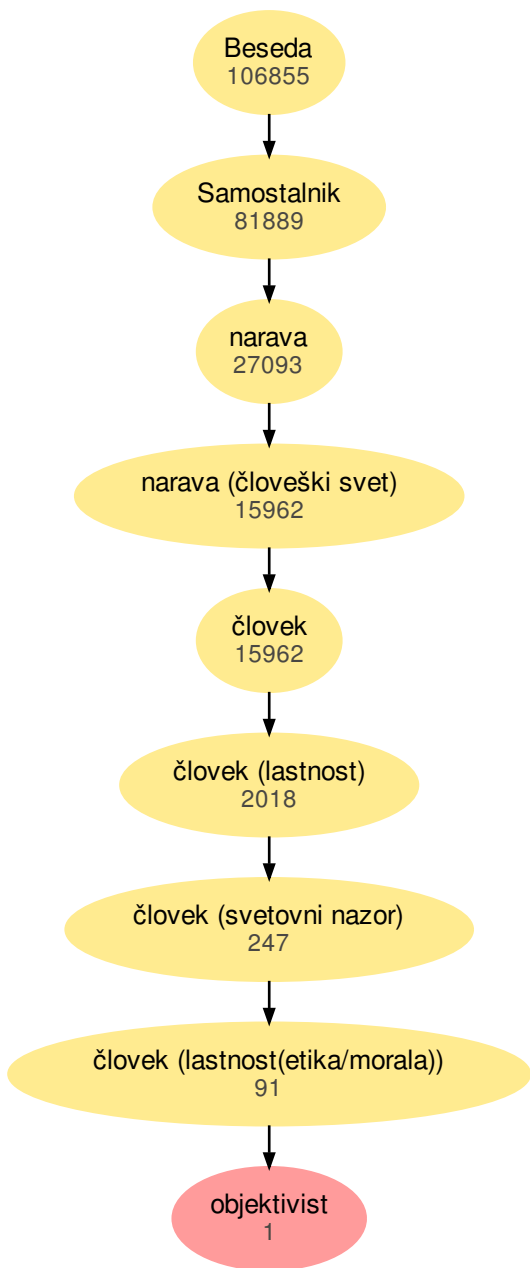 Beseda
106855
Samostalnik
81889
narava
27093
narava (človeški svet)
15962
človek
15962
človek (lastnost)
2018
človek (svetovni nazor)
247
človek (lastnost(etika/morala))
91
objektivist
1